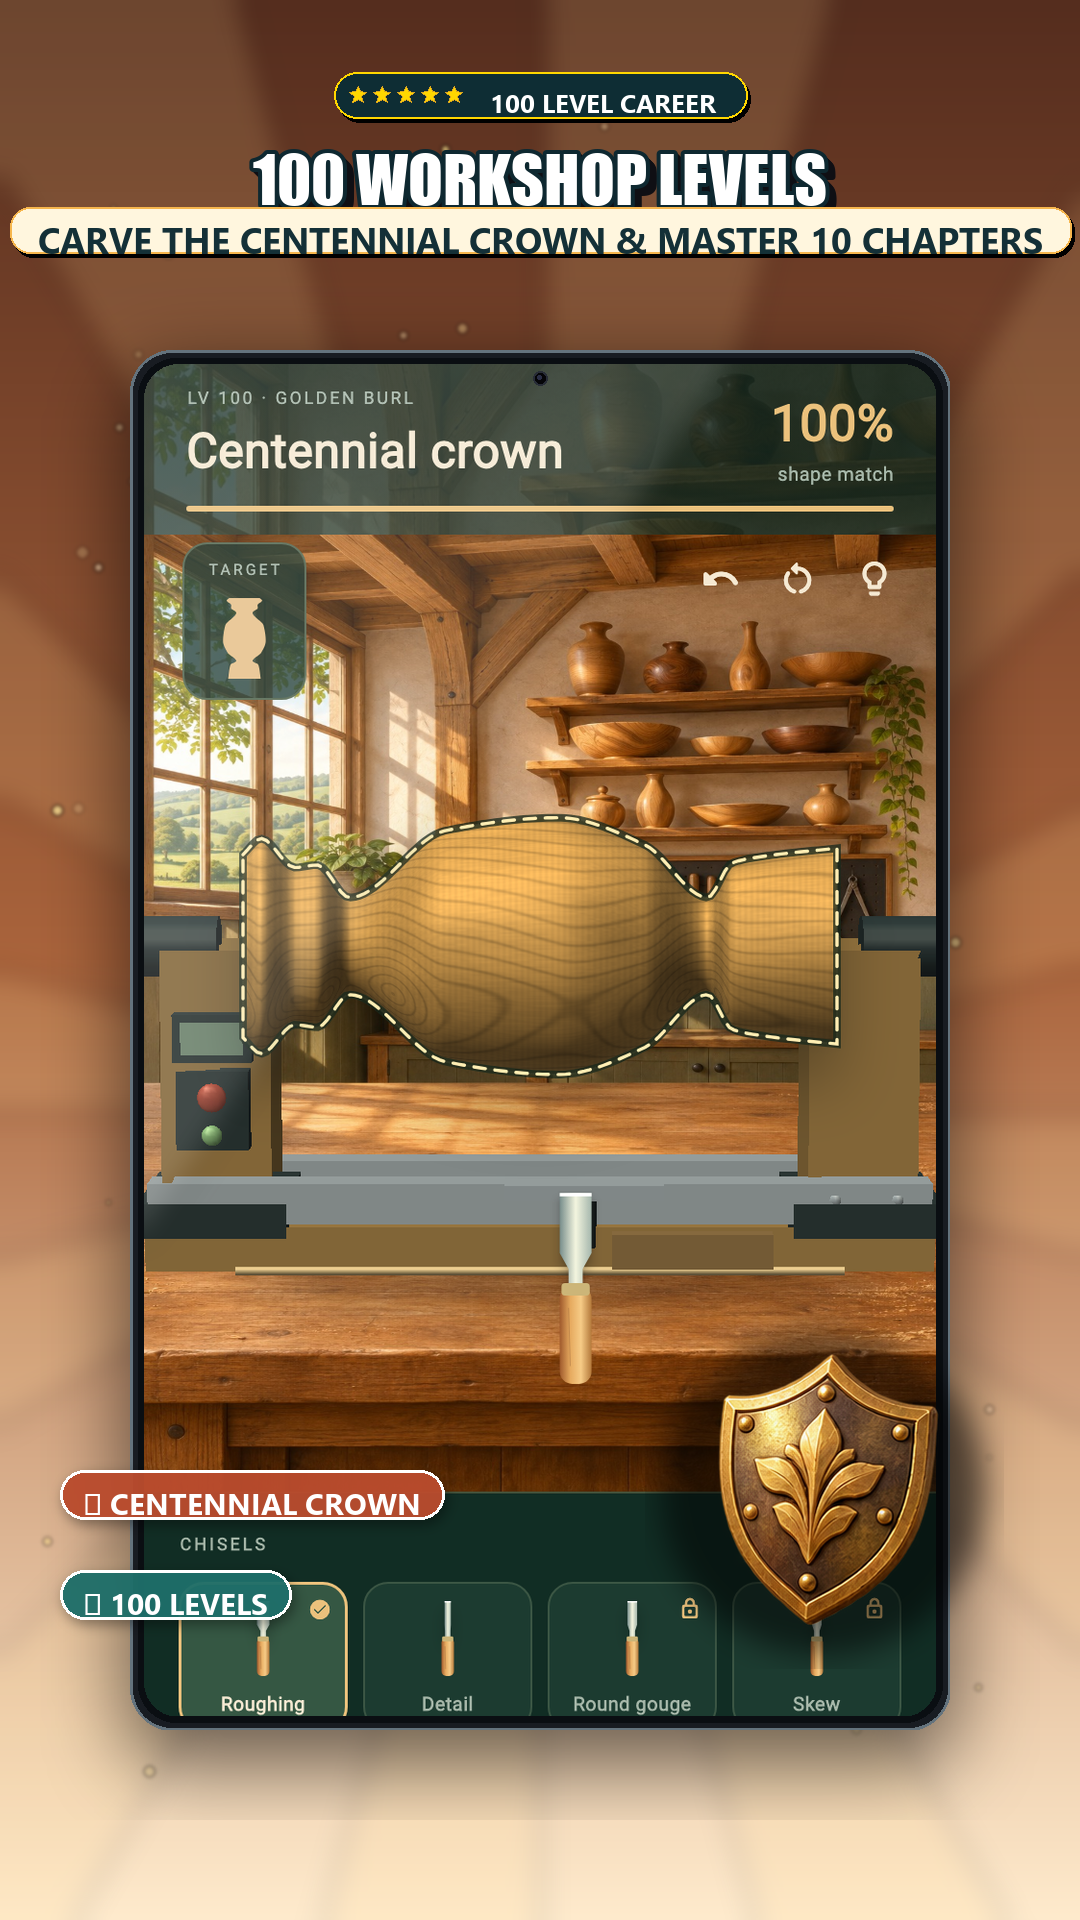 ★★★★★ 100 LEVEL CAREER
100 WORKSHOP LEVELS
CARVE THE CENTENNIAL CROWN & MASTER 10 CHAPTERS
LV 100 · GOLDEN BURL
Centennial crown
100%
shape match
TARGET
CENTENNIAL CROWN
CHISELS
100 LEVELS
Roughing
Detail
Round gouge
Skew